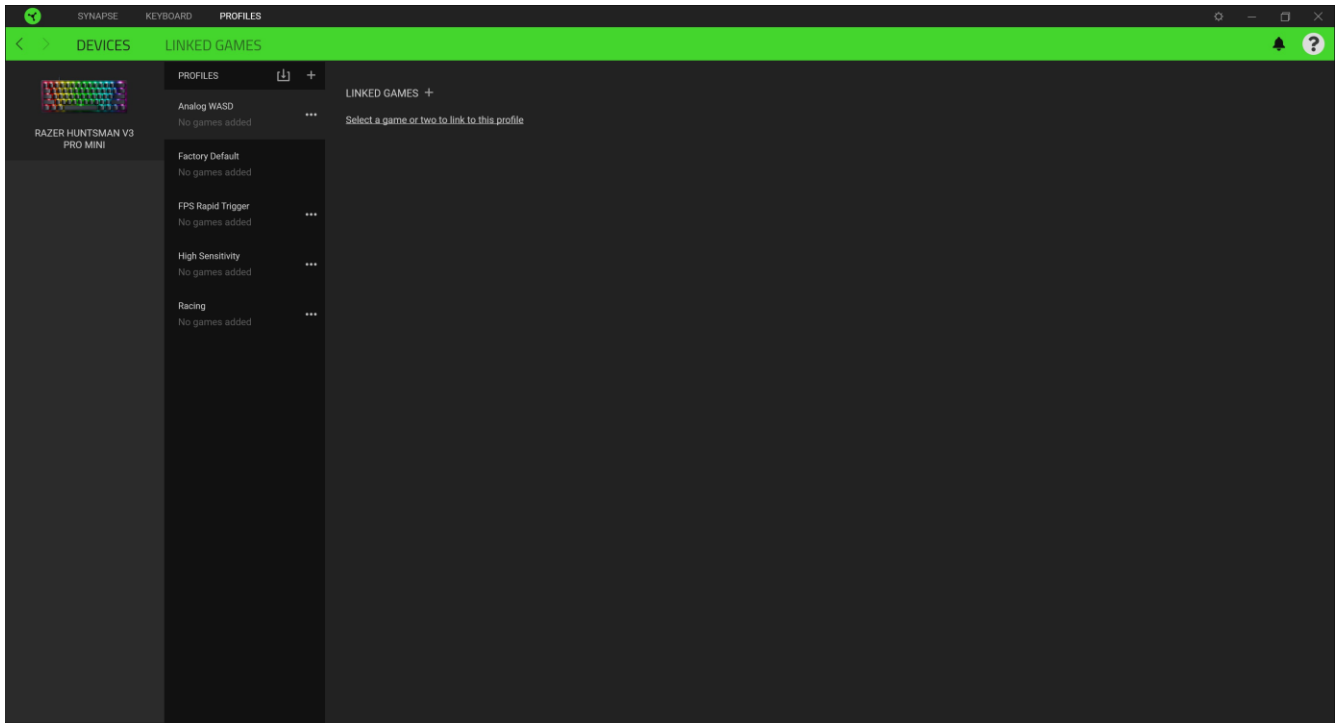 SYNAPSE KEYBOARD PROFILES
DEVICES LINKED GAMES
RAZER HUNTSMAN V3
PRO MINI
PROFILES
Analog WASD
No games added
Factory Default
No games added
FPS Rapid Trigger
No games added
High Sensitivity
No games added
Racing
No games added
LINKED GAMES +
Select a game or two to link to this profile